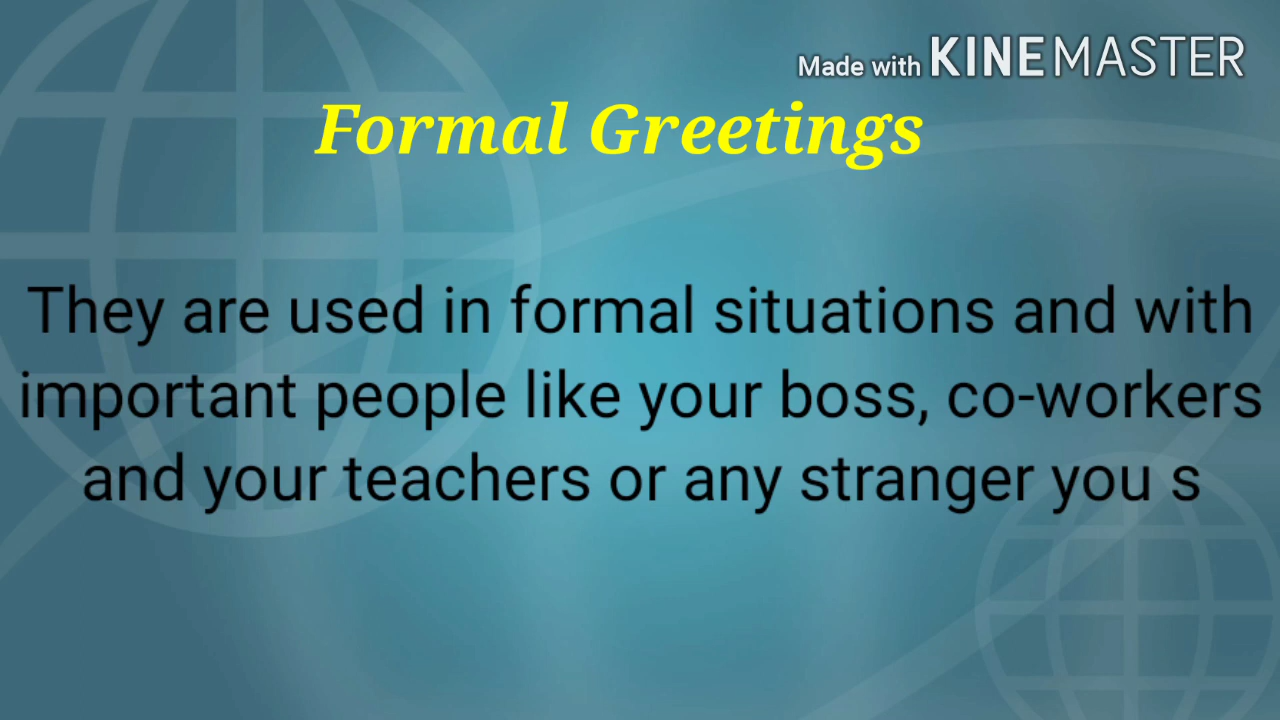 Made with KINEMASTER
Formal Greetings
They are used in formal situations and with
important people like your boss, co-workers
and your teachers or any stranger you s